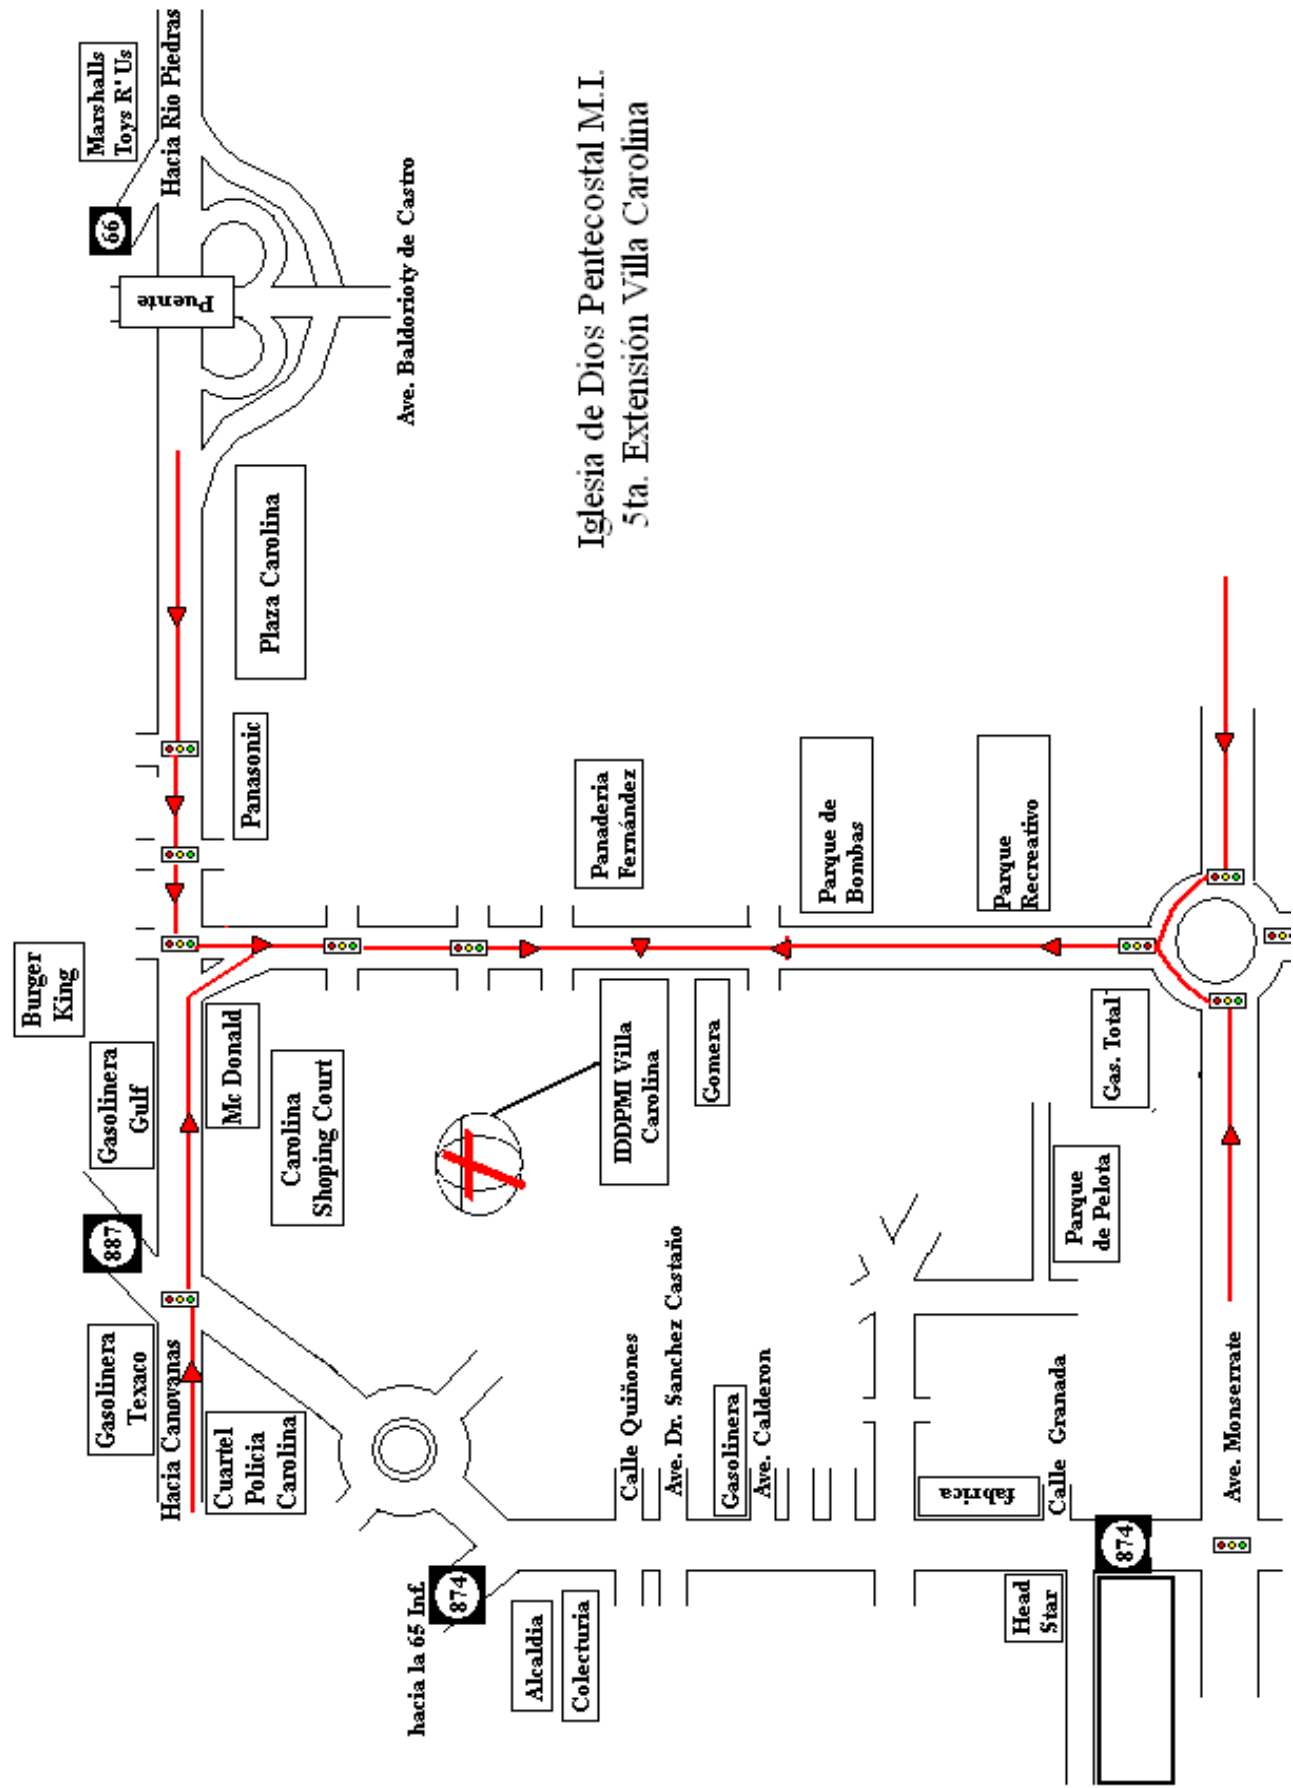 Marshalls
Toys R' Us
Hacia Rio Piedras
66
Puente
Ave. Baldorioty de Castro
Iglesia de Dios Pentecostal M.I.
5ta. Extensión Villa Carolina
Plaza Carolina
Panasonic
Burger
King
Gasolinera
Gulf
Mc Donald
Carolina
Shoping Court
887
Gasolinera
Texaco
Hacia Canovanas
Cuartel
Policia
Carolina
Panaderia
Fernández
IDDPMI Villa
Carolina
Gomera
Parque de
Bombas
Parque
Recreativo
Gas. Total
Parque
de Pelota
hacia la 65 Inf.
874
Alcaldia
Colecturia
Calle Quiñones
Ave. Dr. Sanchez Castaño
Gasolinera
Ave. Calderon
fabrica
Calle Granada
Head
Star
874
Ave. Monserrate